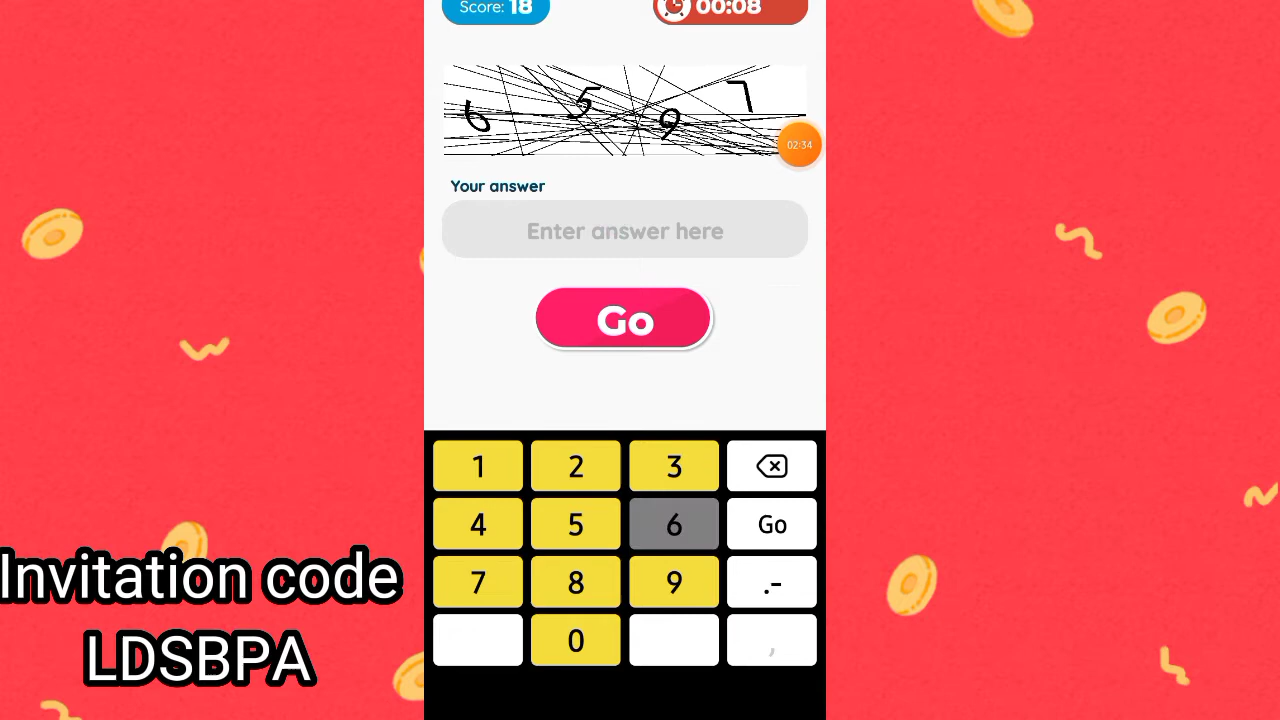 Score: 18
00:08
6 5 9 7
02:34
Your answer
Enter answer here
Go
1 2 3
4 5 6 Go
7 8 9 .-
0 ,
Invitation code
LDSBPA